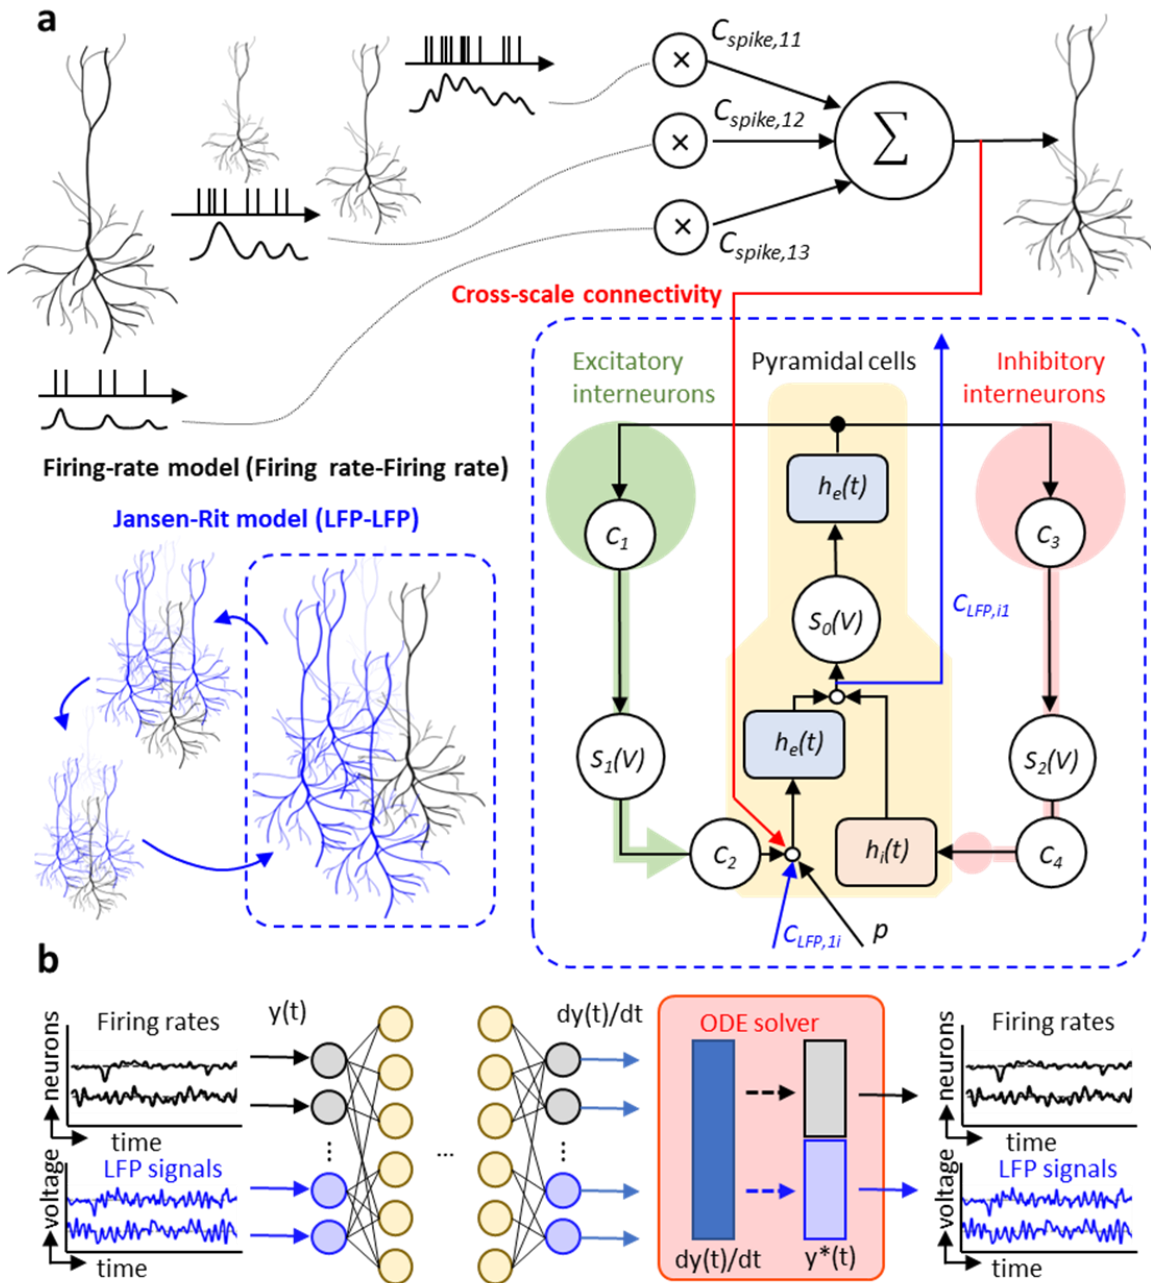 a
C_spike,11
×
C_spike,12
×
∑
C_spike,13
×
Cross-scale connectivity
Excitatory
interneurons
Pyramidal cells
Inhibitory
interneurons
Firing-rate model (Firing rate-Firing rate)
Jansen-Rit model (LFP-LFP)
h_e(t)
C_1
C_3
S_0(V)
C_LFP,i1
h_e(t)
S_1(V)
S_2(V)
C_2
h_i(t)
C_4
C_LFP,1i
p
b
Firing rates
neurons
time
LFP signals
voltage
time
y(t)
⋮
...
dy(t)/dt
⋮
ODE solver
dy(t)/dt
y*(t)
Firing rates
neurons
time
LFP signals
voltage
time